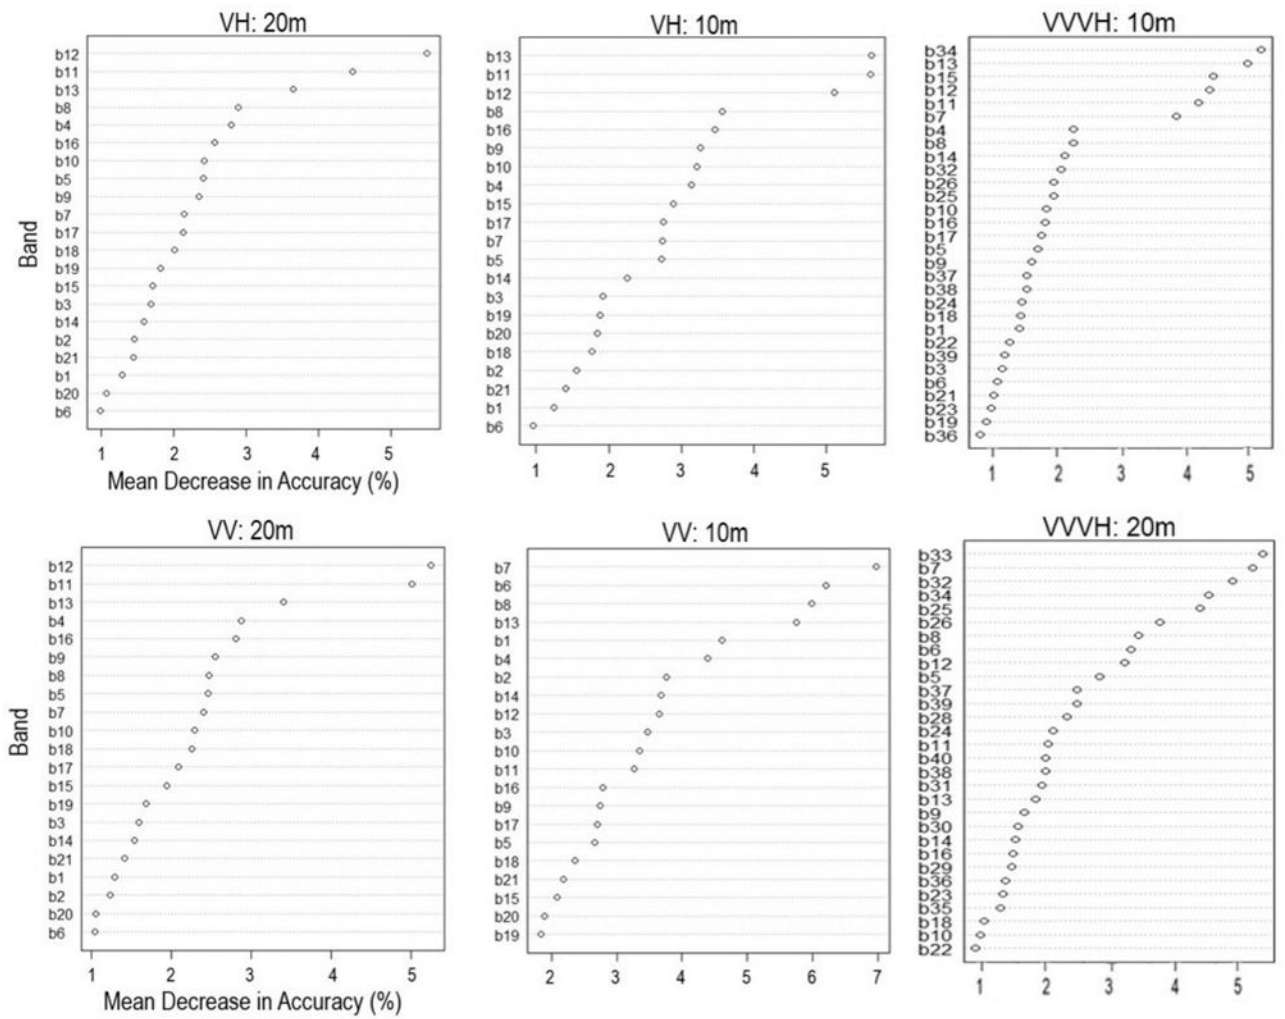 VH: 20m
b12
b11
b13
b8
b4
b16
b10
b5
b9
b7
b17
b18
b19
b15
b3
b14
b2
b21
b1
b20
b6
Band
1 2 3 4 5
Mean Decrease in Accuracy (%)
VH: 10m
b13
b11
b12
b8
b16
b9
b10
b4
b15
b17
b7
b5
b14
b3
b19
b20
b18
b2
b21
b1
b6
1 2 3 4 5
VVVH: 10m
b34
b13
b15
b12
b11
b7
b4
b8
b14
b32
b26
b25
b10
b16
b17
b5
b9
b37
b38
b24
b18
b1
b22
b39
b3
b6
b21
b23
b19
b36
1 2 3 4 5
VV: 20m
b12
b11
b13
b4
b16
b9
b8
b5
b7
b10
b18
b17
b15
b19
b3
b14
b21
b1
b2
b20
b6
Band
1 2 3 4 5
Mean Decrease in Accuracy (%)
VV: 10m
b7
b6
b8
b13
b1
b4
b2
b14
b12
b3
b10
b11
b16
b9
b17
b5
b18
b21
b15
b20
b19
2 3 4 5 6 7
VVVH: 20m
b33
b7
b32
b34
b25
b26
b8
b6
b12
b5
b37
b39
b28
b24
b11
b40
b38
b31
b13
b9
b30
b14
b16
b29
b36
b23
b35
b18
b10
b22
1 2 3 4 5